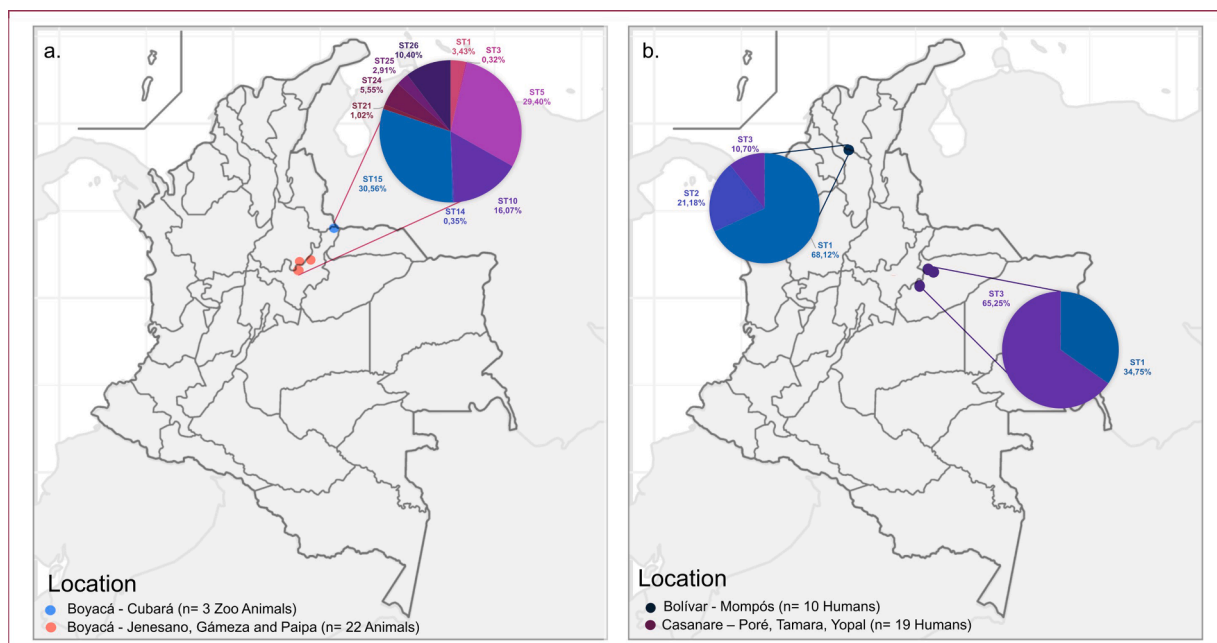 a.
ST26
10,40%
ST1
3,43%
ST3
0,32%
ST25
2,91%
ST24
5,55%
ST5
29,40%
ST21
1,02%
ST15
30,56%
ST14
0,35%
ST10
16,07%
Location
Boyacá - Cubará (n= 3 Zoo Animals)
Boyacá - Jenesano, Gámeza and Paipa (n= 22 Animals)
b.
ST3
10,70%
ST2
21,18%
ST1
68,12%
ST3
65,25%
ST1
34,75%
Location
Bolívar - Mompós (n= 10 Humans)
Casanare – Poré, Tamara, Yopal (n= 19 Humans)